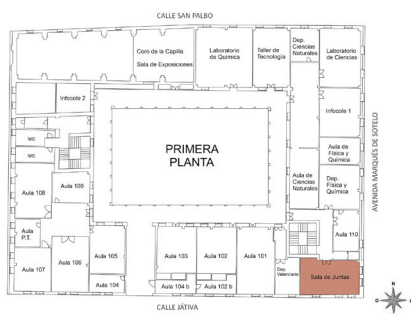 CALLE SAN PALBO
Coro de la Capilla
Sala de Exposiciones
Laboratorio
de Química
Taller de
Tecnología
Dep.
Ciencias
Naturales
Laboratorio
de Ciencias
Infocole 2
Infocole 1
wc
wc
PRIMERA
PLANTA
AVENIDA MARQUÉS DE SOTELO
Aula de
Física y
Química
Aula 109
Aula 108
Aula de
Ciencias
Naturales
Dep.
Física y
Química
Aula
P.T.
Aula 110
Aula 107
Aula 106
Aula 105
Aula 103
Aula 102
Aula 101
Dep.
Valenciano
Sala de Juntas
Aula 104
Aula 104 b
Aula 102 b
CALLE JÁTIVA
N
O
S